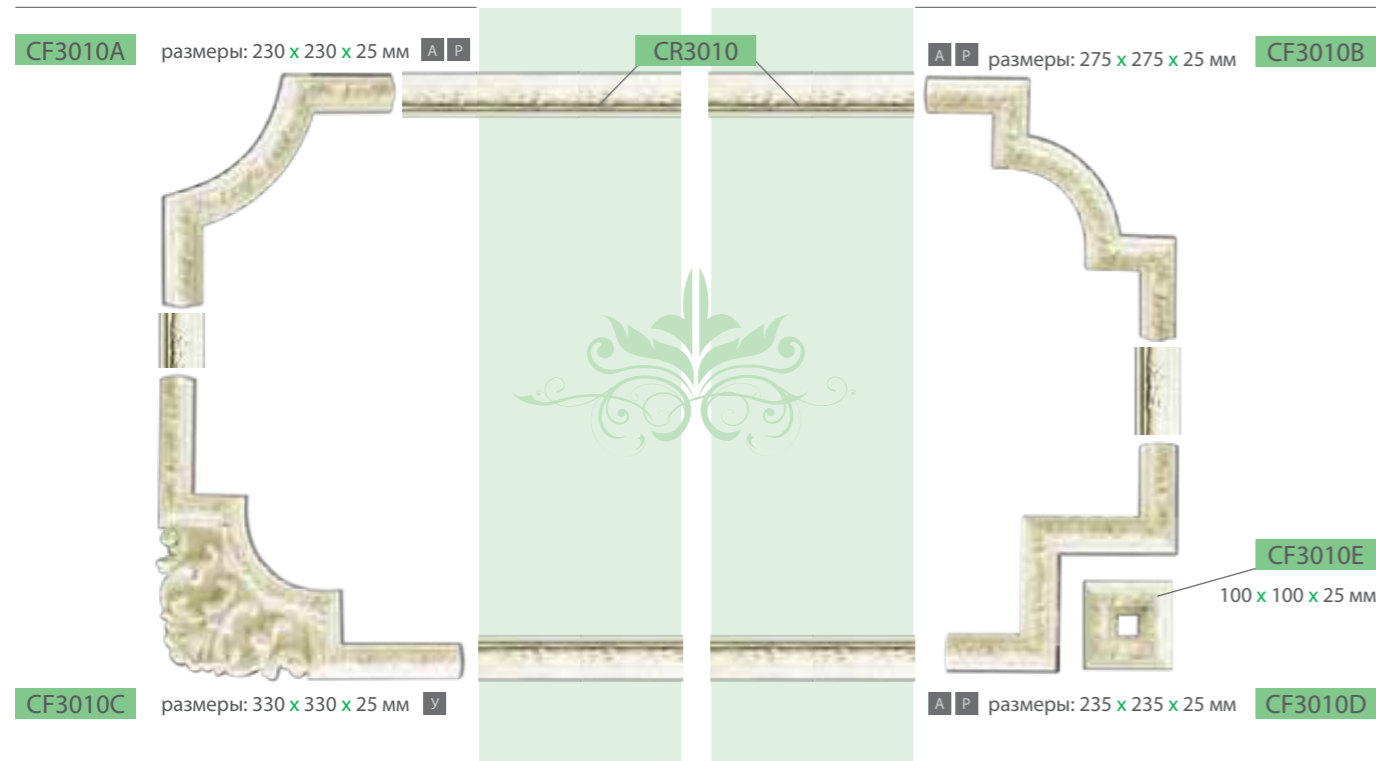 CF3010A размеры: 230 x 230 x 25 мм А Р
CR3010
А Р размеры: 275 x 275 x 25 мм CF3010B
CF3010E
100 x 100 x 25 мм
CF3010C размеры: 330 x 330 x 25 мм У
А Р размеры: 235 x 235 x 25 мм CF3010D